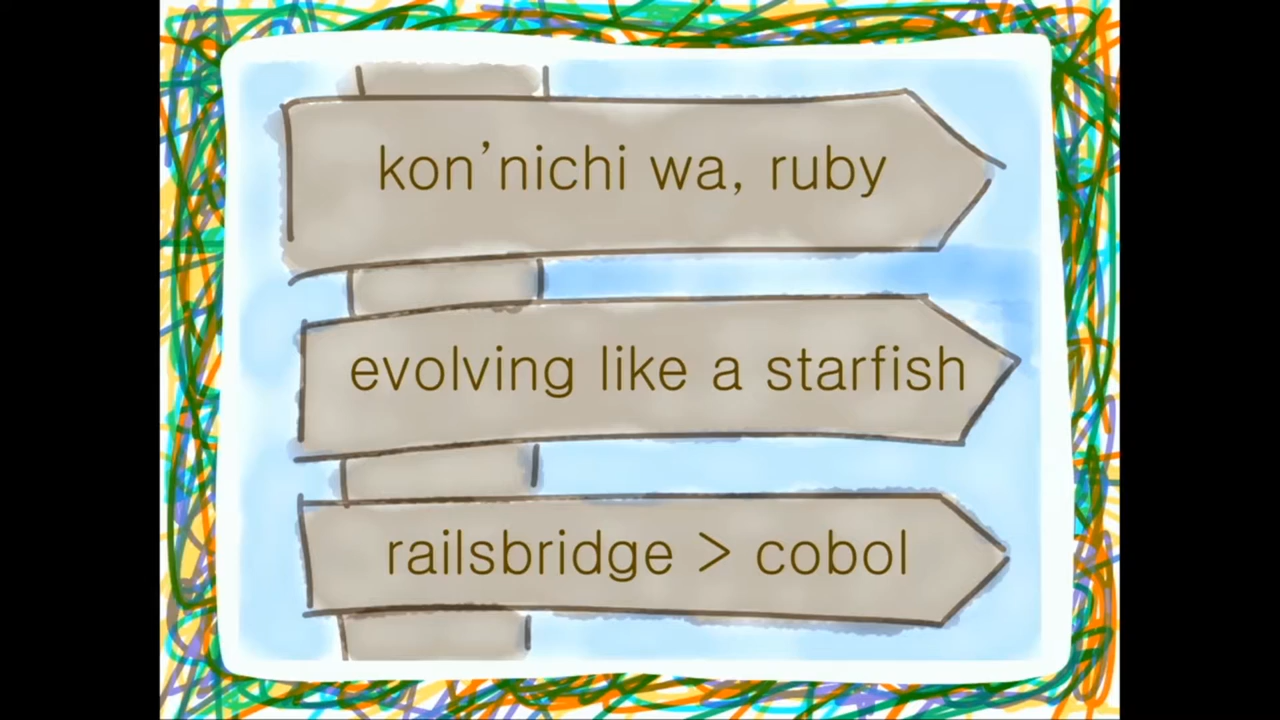 kon’nichi wa, ruby
evolving like a starfish
railsbridge > cobol